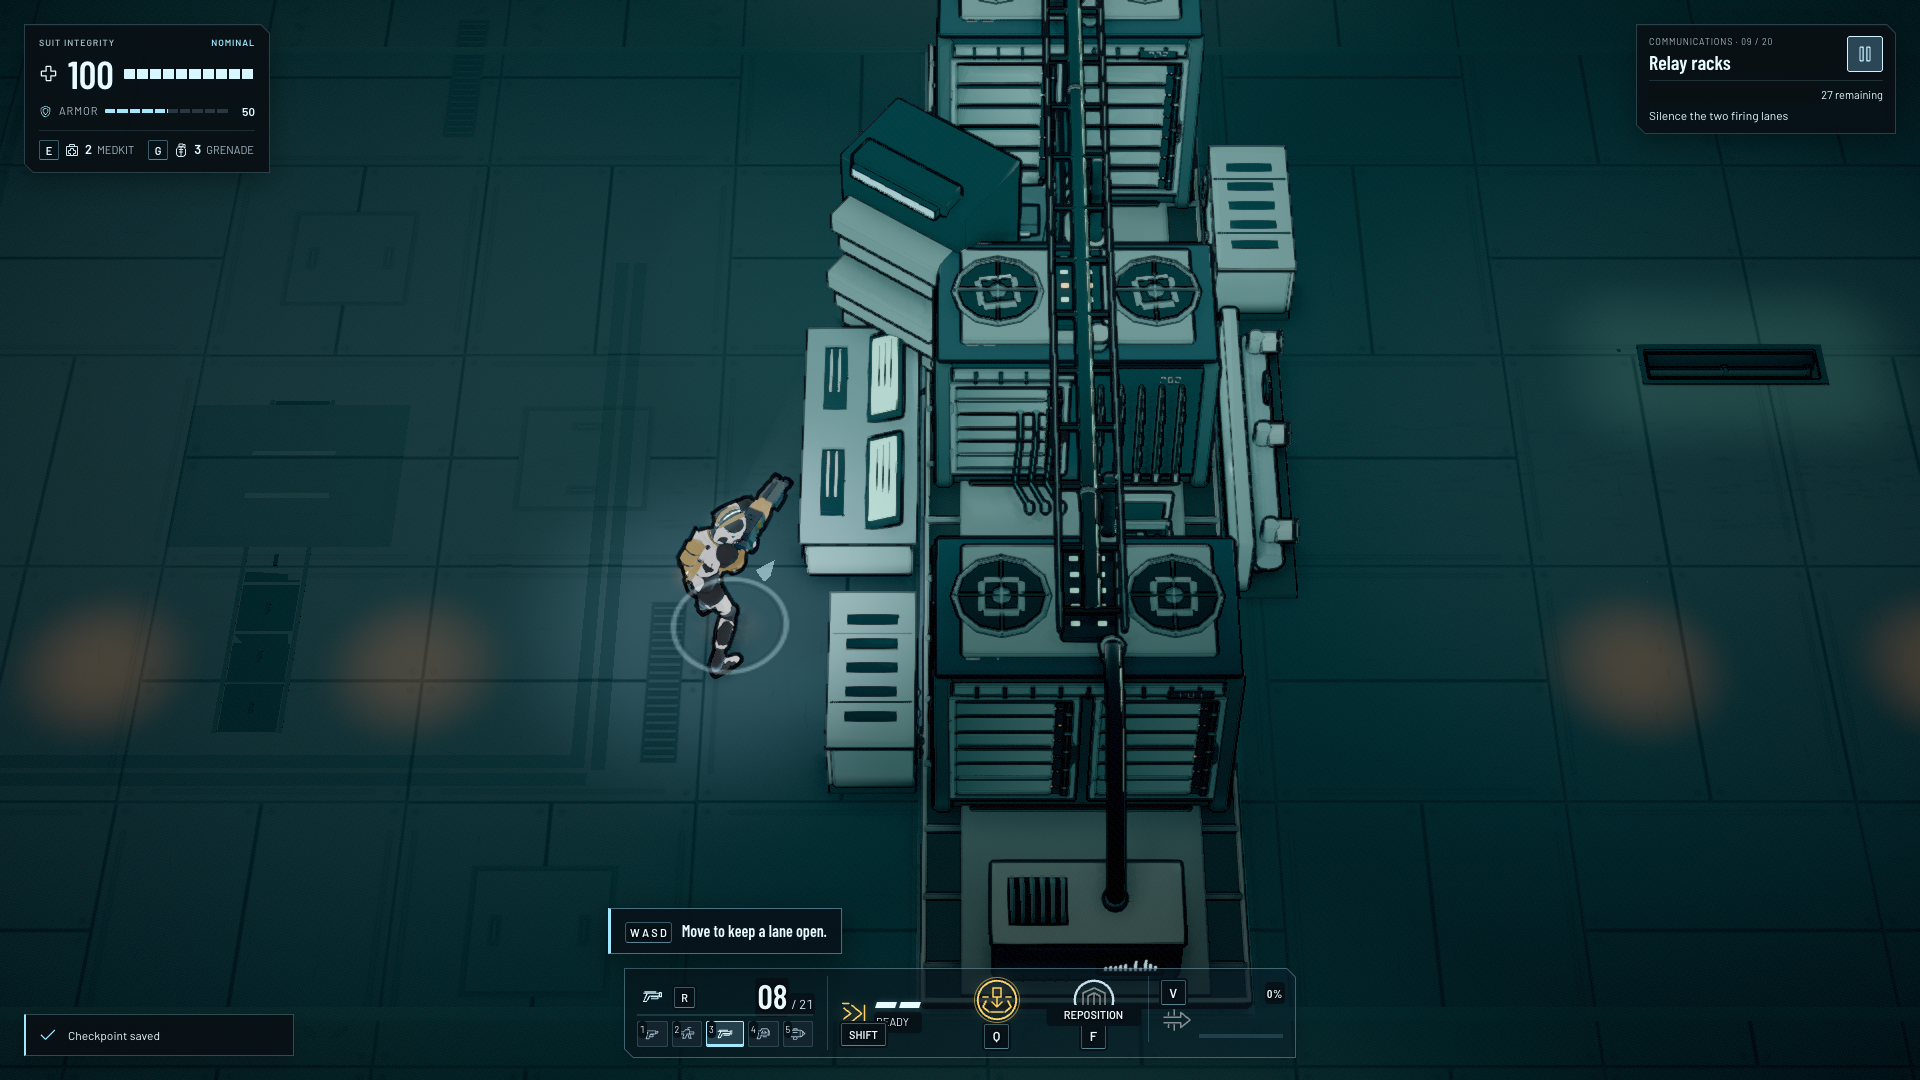 SUIT INTEGRITY NOMINAL
100
ARMOR 50
E 2 MEDKIT G 3 GRENADE
COMMUNICATIONS · 09 / 20
Relay racks
27 remaining
Silence the two firing lanes
WASD Move to keep a lane open.
R 08 / 21
1 2 3 4 5
READY
SHIFT
Q
REPOSITION
F
V 0%
Checkpoint saved